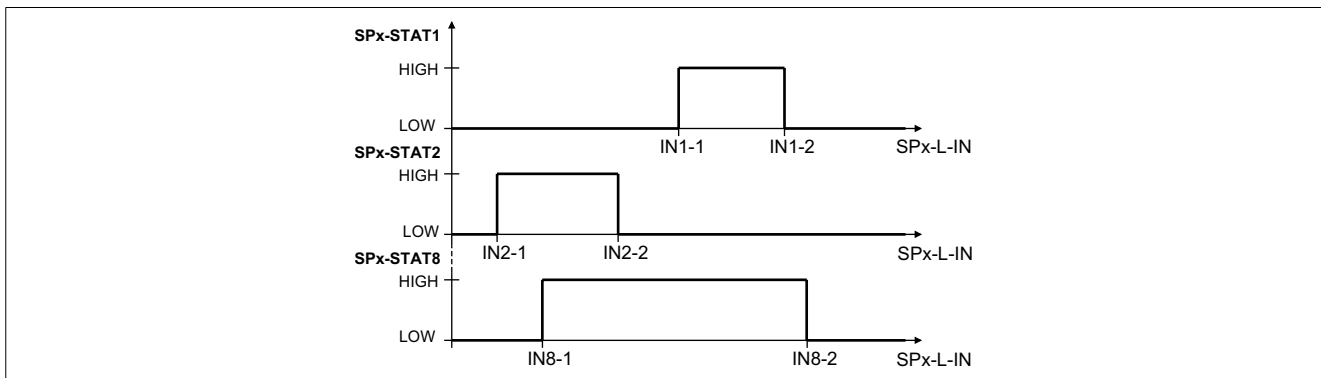 SPx-STAT1
HIGH
LOW
IN1-1 IN1-2 SPx-L-IN
SPx-STAT2
HIGH
LOW
IN2-1 IN2-2 SPx-L-IN
SPx-STAT8
HIGH
LOW
IN8-1 IN8-2 SPx-L-IN